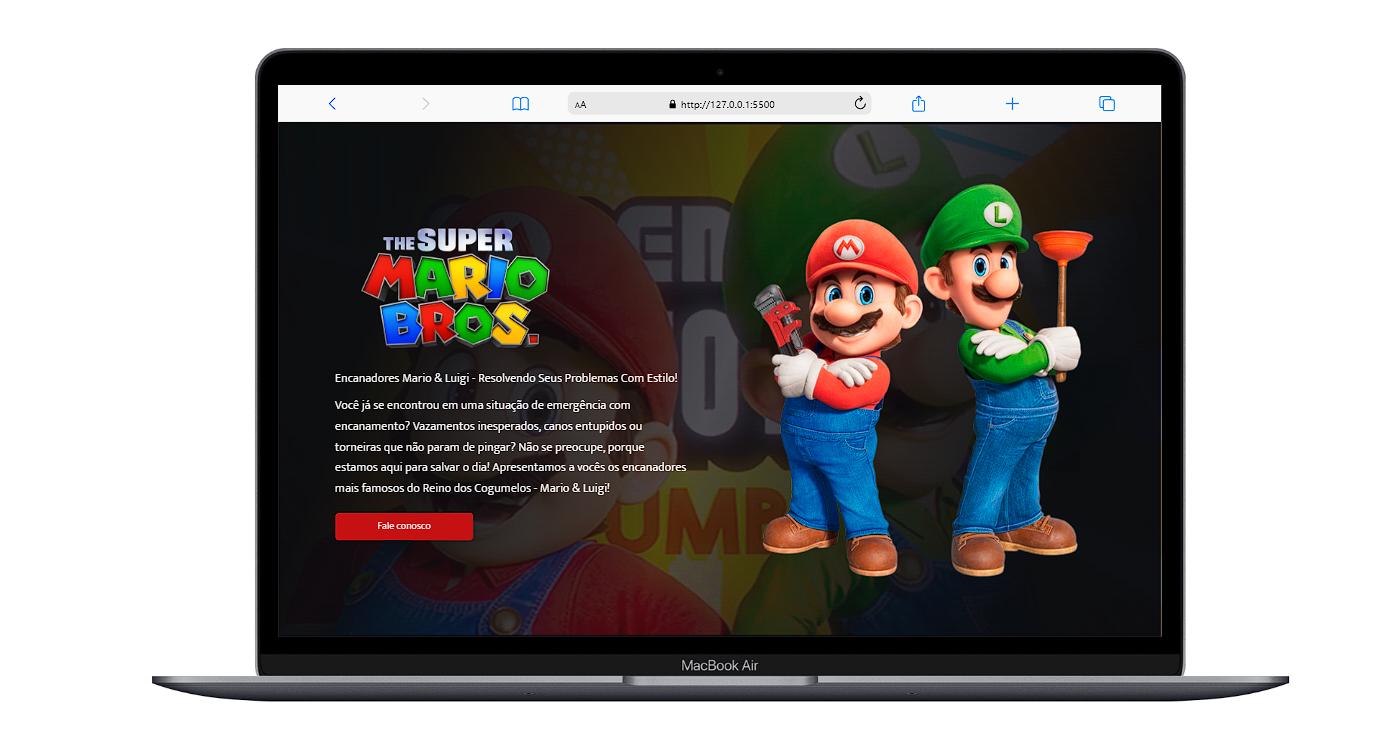 AA
http://127.0.0.1:5500
L
THE SUPER
MARIO
BROS.
M
L
Encanadores Mario & Luigi - Resolvendo Seus Problemas Com Estilo!
Você já se encontrou em uma situação de emergência com
encanamento? Vazamentos inesperados, canos entupidos ou
torneiras que não param de pingar? Não se preocupe, porque
estamos aqui para salvar o dia! Apresentamos a vocês os encanadores
mais famosos do Reino dos Cogumelos - Mario & Luigi!
Fale conosco
UMB
MacBook Air